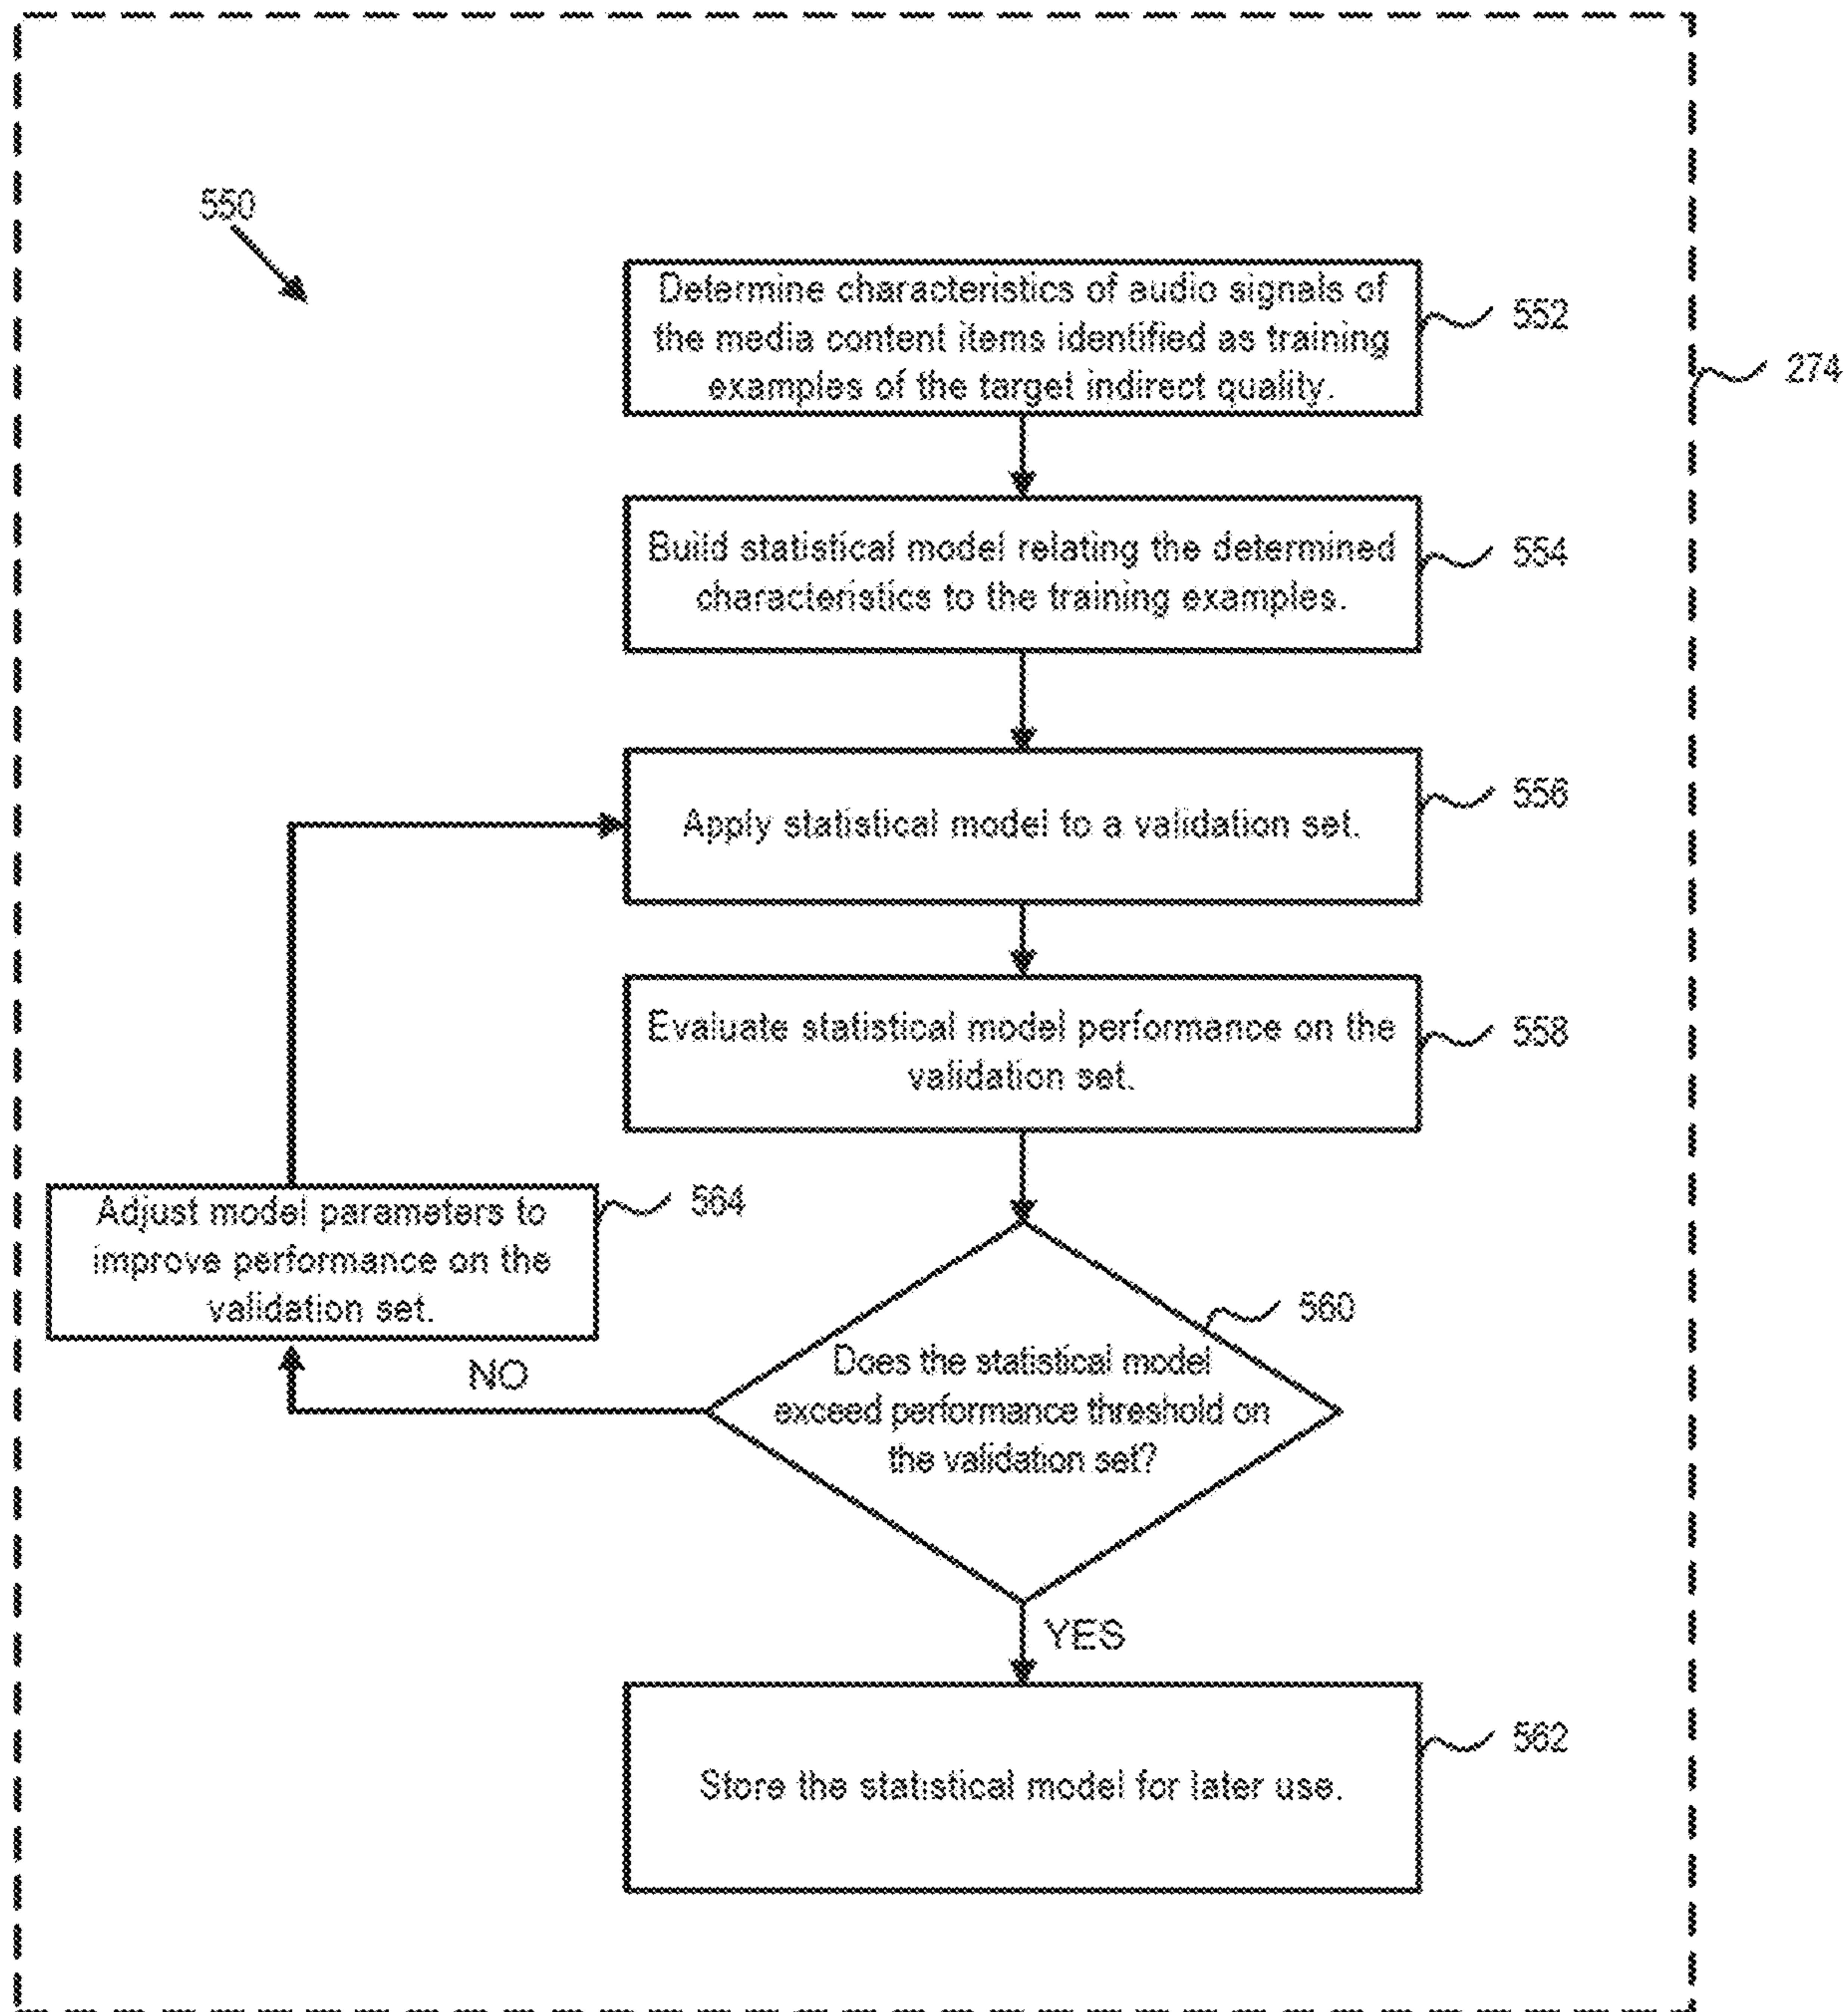 550
Determine characteristics of audio signals of
the media content items identified as training
examples of the target indirect quality.
552
274
Build statistical model relating the determined
characteristics to the training examples.
554
Apply statistical model to a validation set.
556
Evaluate statistical model performance on the
validation set.
558
Adjust model parameters to
improve performance on the
validation set.
564
560
Does the statistical model
exceed performance threshold on
the validation set?
NO
YES
Store the statistical model for later use.
562